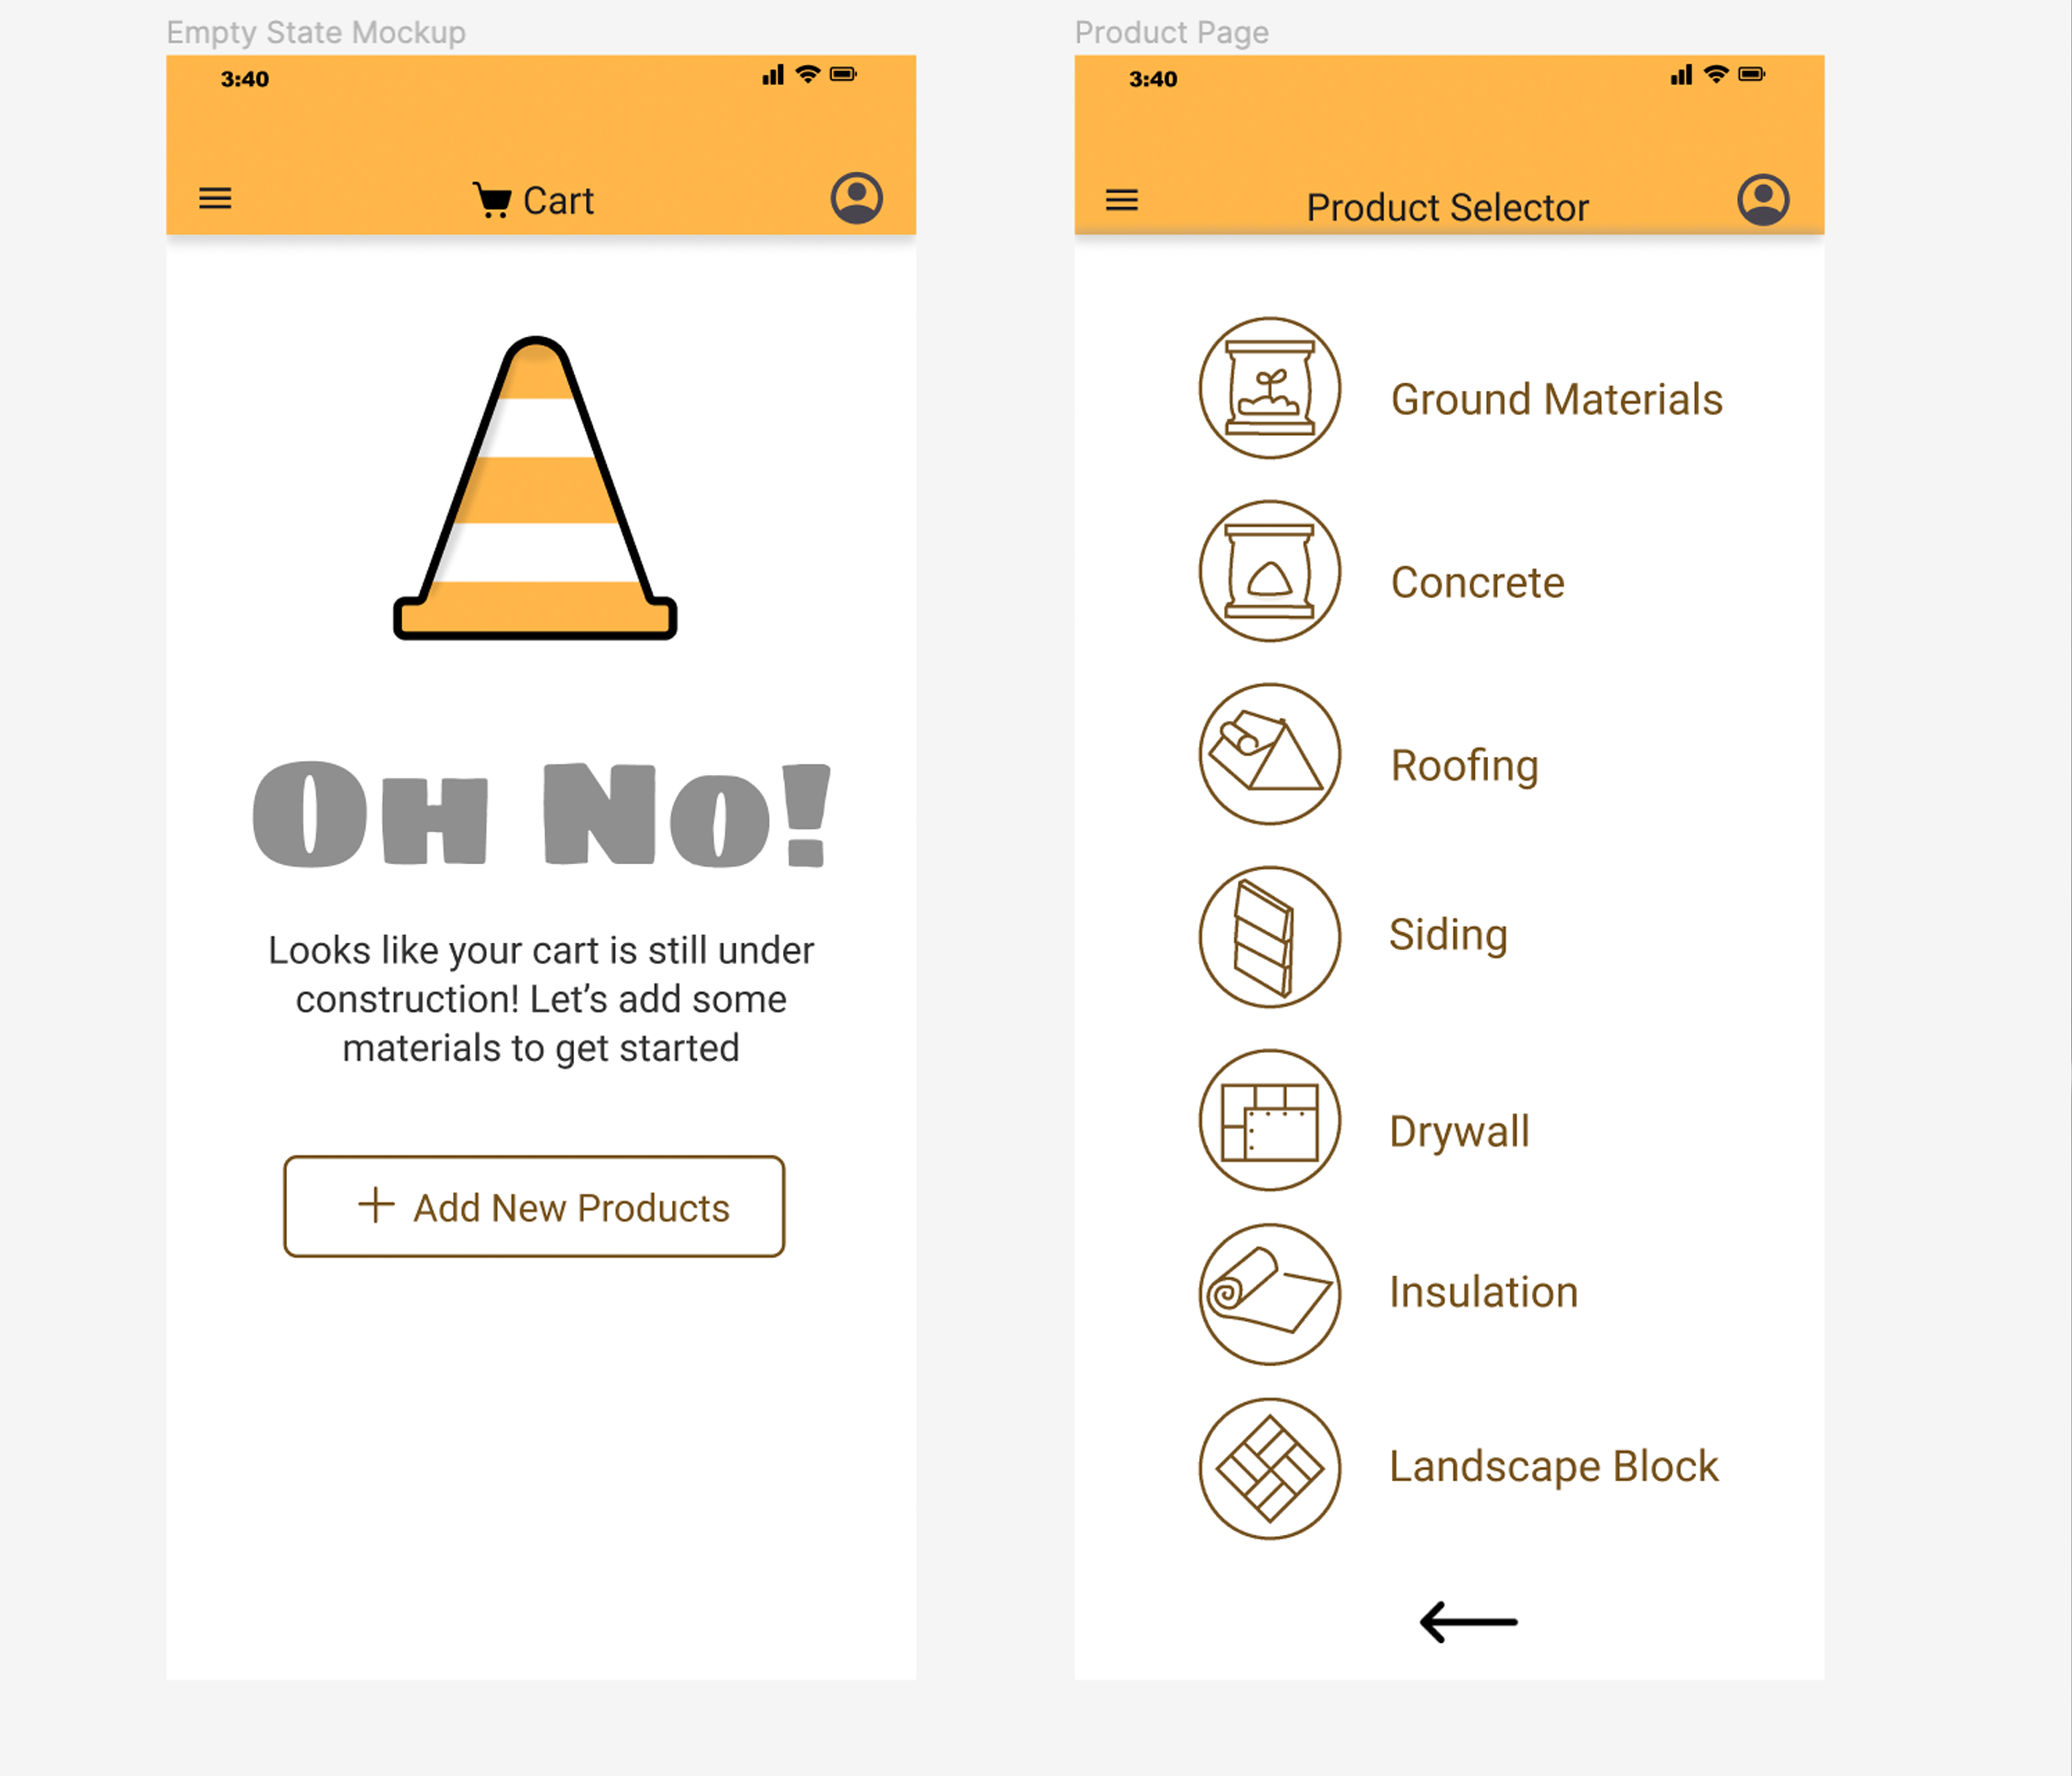 Empty State Mockup
3:40
Cart
Oh No!
Looks like your cart is still under
construction! Let’s add some
materials to get started
Add New Products
Product Page
3:40
Product Selector
Ground Materials
Concrete
Roofing
Siding
Drywall
Insulation
Landscape Block